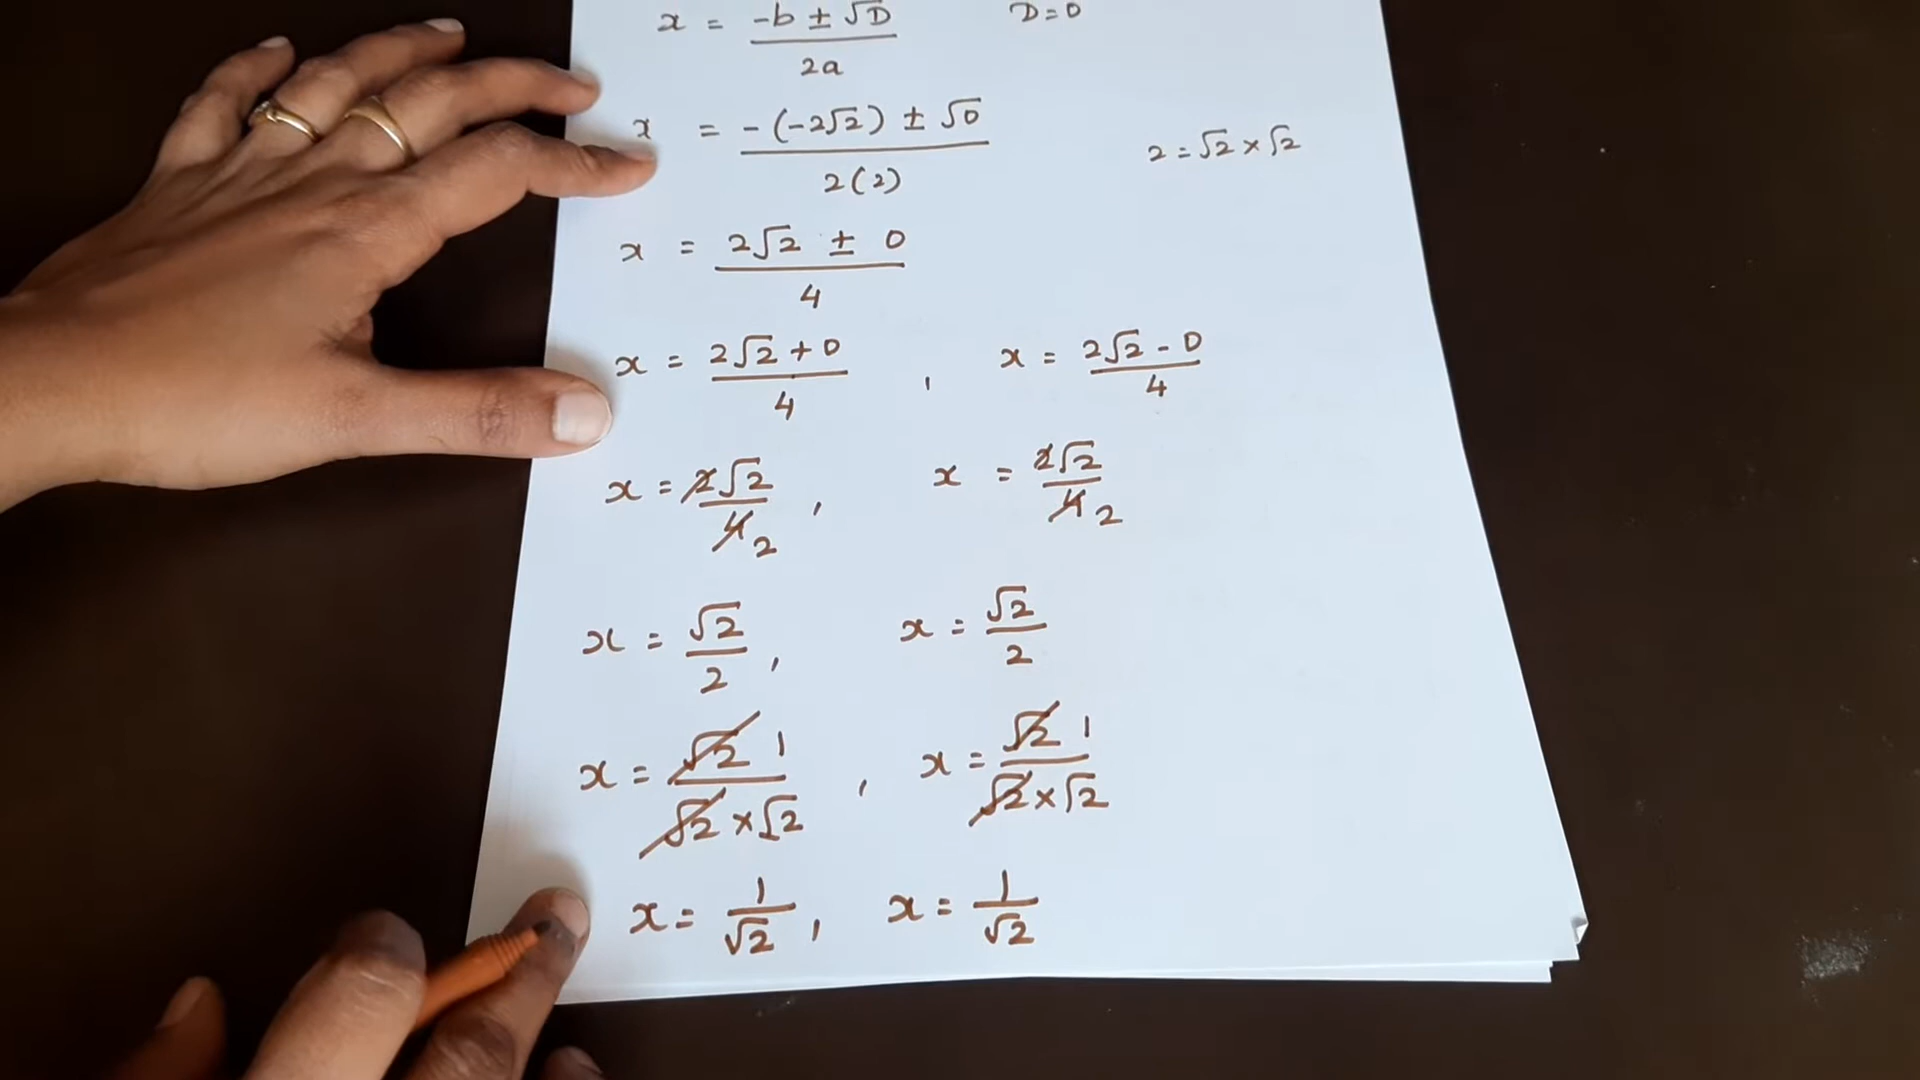 x = (-b ± √D)/2a D=0
x = (-(-2√2) ± √0)/2(2) 2=√2×√2
x = (2√2 ± 0)/4
x = (2√2+0)/4 , x = (2√2-0)/4
x = 2√2/4 2 , x = 2√2/4 2
x = √2/2 , x = √2/2
x = √2 1/√2×√2 , x = √2 1/√2×√2
x = 1/√2 , x = 1/√2